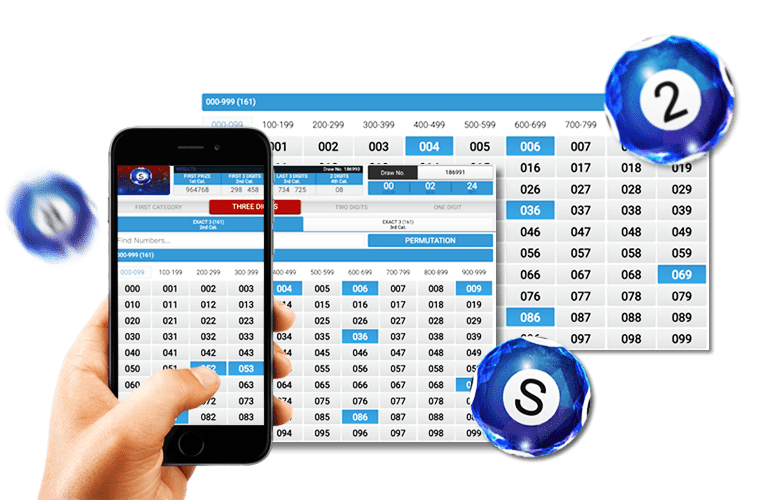 2
000-999 (161)
000-099 100-199 200-299 300-399 400-499 500-599 600-699 700-799
001 002 003 004 005 006 007
016 017 018 019
026 027 028 029
036 037 038 039
046 047 048 049
056 057 058 059
066 067 068 069
076 077 078 079
086 087 088 089
097 098 099
S
RESULTS Draw No. 186990
FIRST PRIZE FIRST 3 DIGITS LAST 3 DIGITS 2 DIGITS
1st Cat. 2nd Cat. 3rd Cat. 4th Cat.
964768 298 458 734 725 08
Draw No. 186991
00 02 24
FIRST CATEGORY THREE DIGITS TWO DIGITS ONE DIGIT
EXACT 3 (161) EXACT 3 (161)
2nd Cat. 3rd Cat.
Find Numbers... PERMUTATION
000-999 (161)
000-099 100-199 200-299 300-399 400-499 500-599 600-699 700-799 800-899 900-999
000 001 002 003 004 005 006 007 008 009
010 011 012 013 015 016 017 018 019
020 021 022 023 025 026 027 028 029
030 031 032 033 035 036 037 038 039
040 041 042 043 044 045 046 047 048 049
050 051 052 053 054 055 056 057 058 059
060 063 064 065 066 067 068
072 073 074 075 076 077 078
082 083 084 085 086 087 088
094 095 096 097 098
S